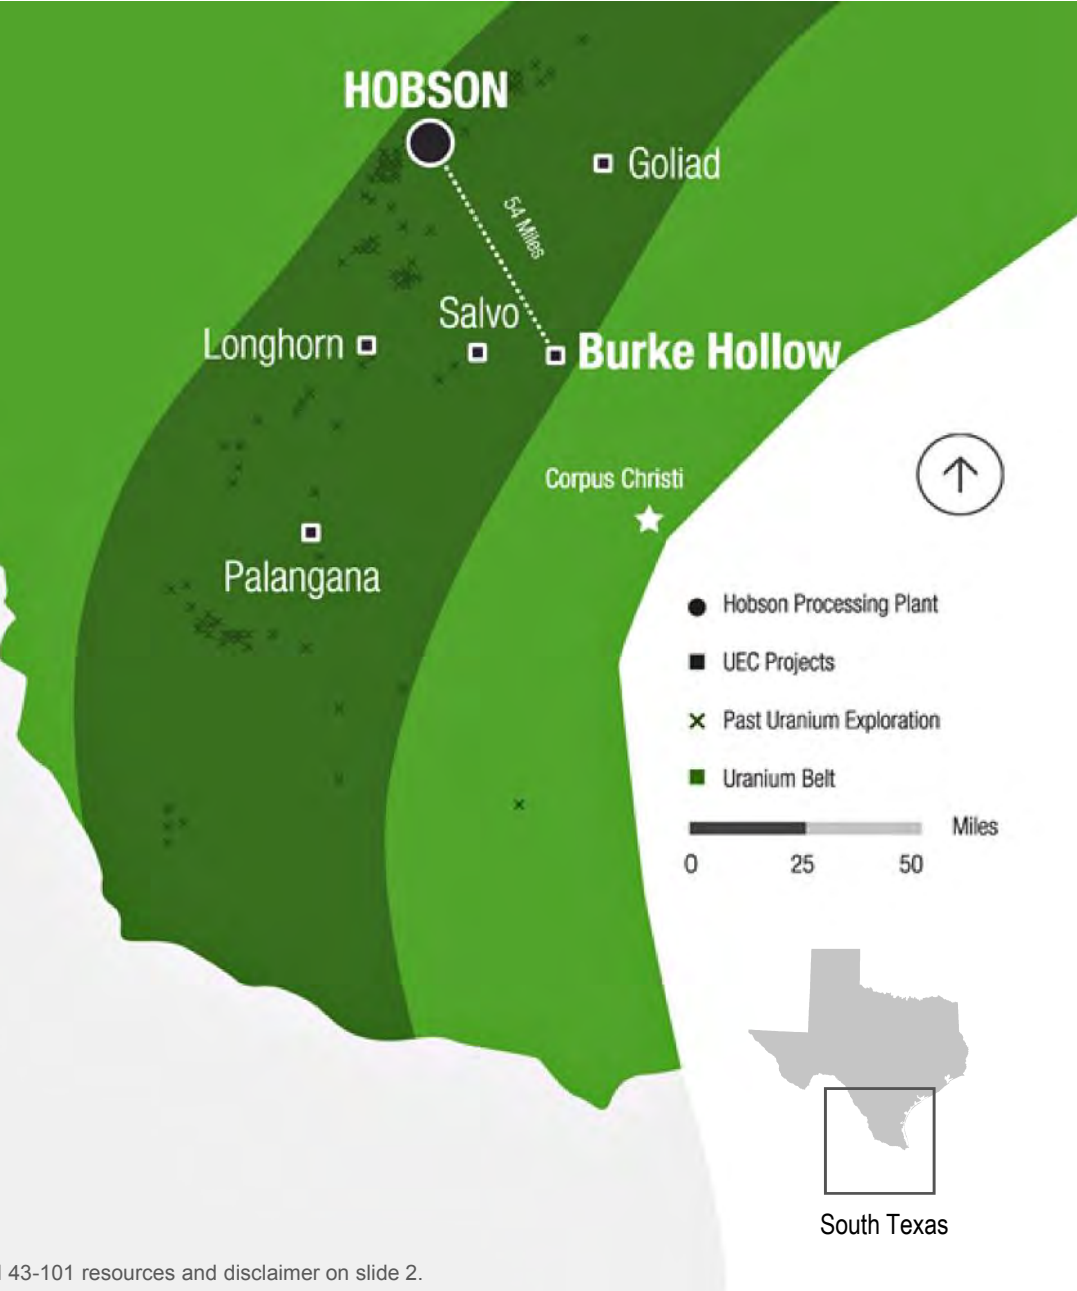 HOBSON
Goliad
54 Miles
Salvo
Longhorn
Burke Hollow
Corpus Christi
Palangana
Hobson Processing Plant
UEC Projects
Past Uranium Exploration
Uranium Belt
Miles
0 25 50
South Texas
43-101 resources and disclaimer on slide 2.